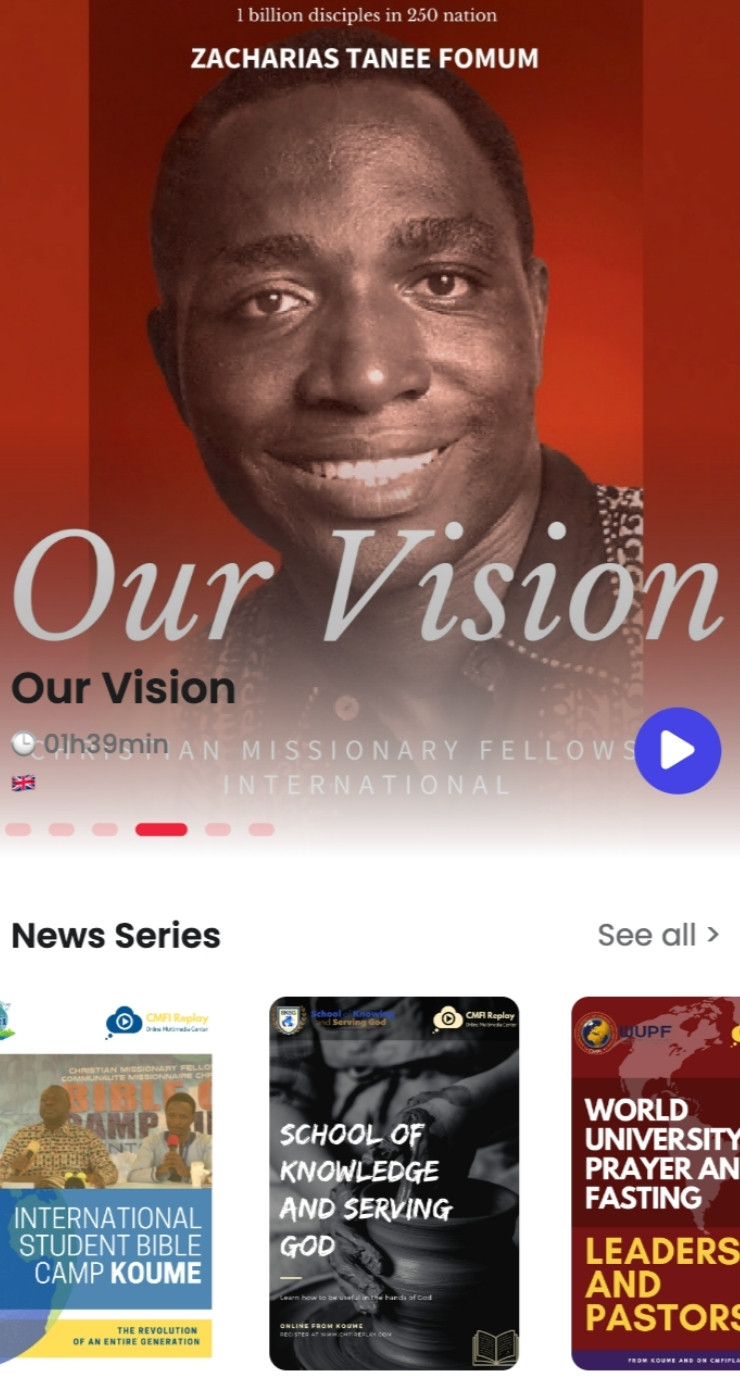 1 billion disciples in 250 nation
ZACHARIAS TANEE FOMUM
Our Vision
Our Vision
01h39min
CHRISTIAN MISSIONARY FELLOWS
INTERNATIONAL
News Series
See all >
CMFI Replay
Online Multimedia Center
CHRISTIAN MISSIONARY FELLO
COMMUNAUTE MISSIONNAIRE CHR
BIBLE
CAMP
INTERNATIONAL
STUDENT BIBLE
CAMP KOUME
THE REVOLUTION
OF AN ENTIRE GENERATION
School of Knowing
and Serving God
CMFI Replay
Online Multimedia Center
SCHOOL OF
KNOWLEDGE
AND SERVING
GOD
Learn how to be useful in the hands of God
ONLINE FROM KOUME
REGISTER AT WWW.CMFIREPLAY.COM
WUPF
WORLD
UNIVERSITY
PRAYER AN
FASTING
LEADERS
AND
PASTORS
FROM KOUME AND ON CMFIPLA